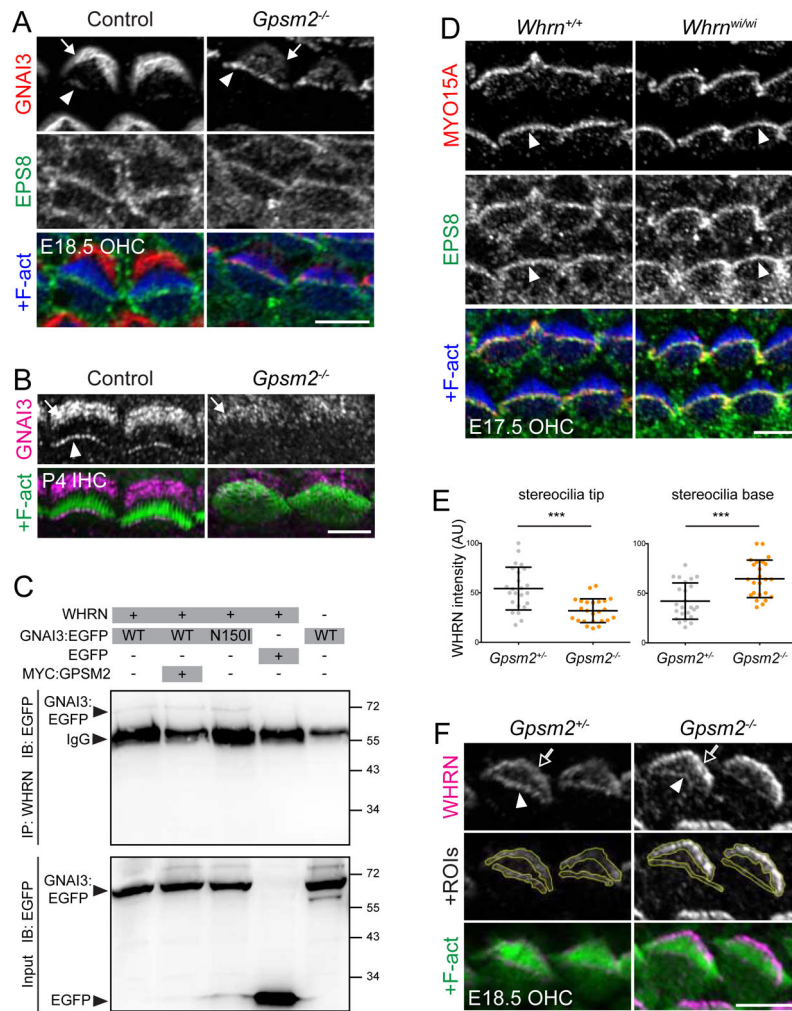 A
Control
Gpsm2-/-
GNAI3
EPS8
+F-act
E18.5 OHC
B
Control
Gpsm2-/-
GNAI3
+F-act
P4 IHC
C
WHRN + + + + -
GNAI3:EGFP WT WT N150I - WT
EGFP - - - + -
MYC:GPSM2 - + - - -
IP: WHRN IB: EGFP
GNAI3:
EGFP
IgG
72
55
43
34
Input IB: EGFP
GNAI3:
EGFP
EGFP
72
55
43
34
D
Whrn+/+
Whrnwi/wi
MYO15A
EPS8
+F-act
E17.5 OHC
E
stereocilia tip
stereocilia base
WHRN intensity (AU)
100
50
0
***
Gpsm2+/-
Gpsm2-/-
100
50
0
***
Gpsm2+/-
Gpsm2-/-
F
Gpsm2+/-
Gpsm2-/-
WHRN
+ROIs
+F-act
E18.5 OHC